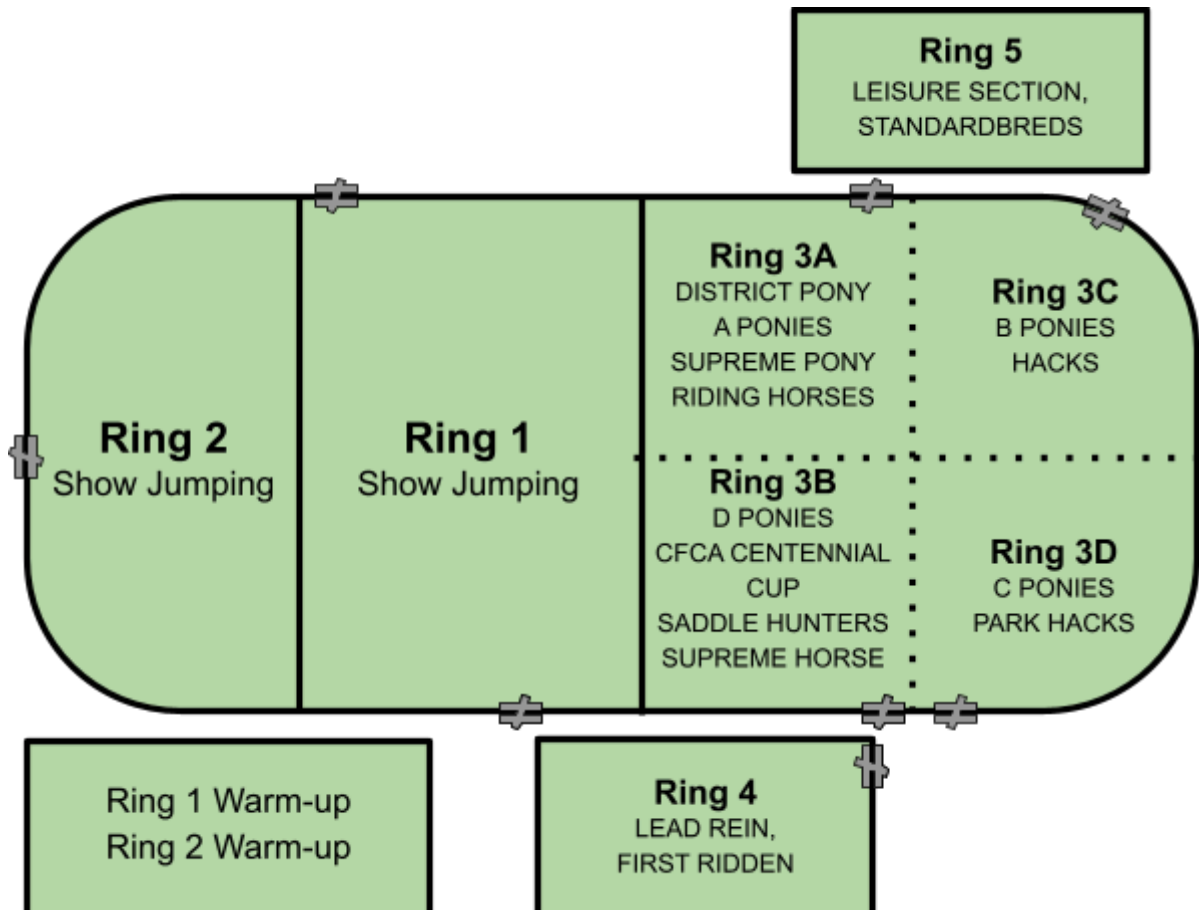 Ring 5
LEISURE SECTION,
STANDARDBREDS
Ring 2
Show Jumping
Ring 1
Show Jumping
Ring 3A
DISTRICT PONY
A PONIES
SUPREME PONY
RIDING HORSES
Ring 3C
B PONIES
HACKS
Ring 3B
D PONIES
CFCA CENTENNIAL
CUP
SADDLE HUNTERS
SUPREME HORSE
Ring 3D
C PONIES
PARK HACKS
Ring 1 Warm-up
Ring 2 Warm-up
Ring 4
LEAD REIN,
FIRST RIDDEN